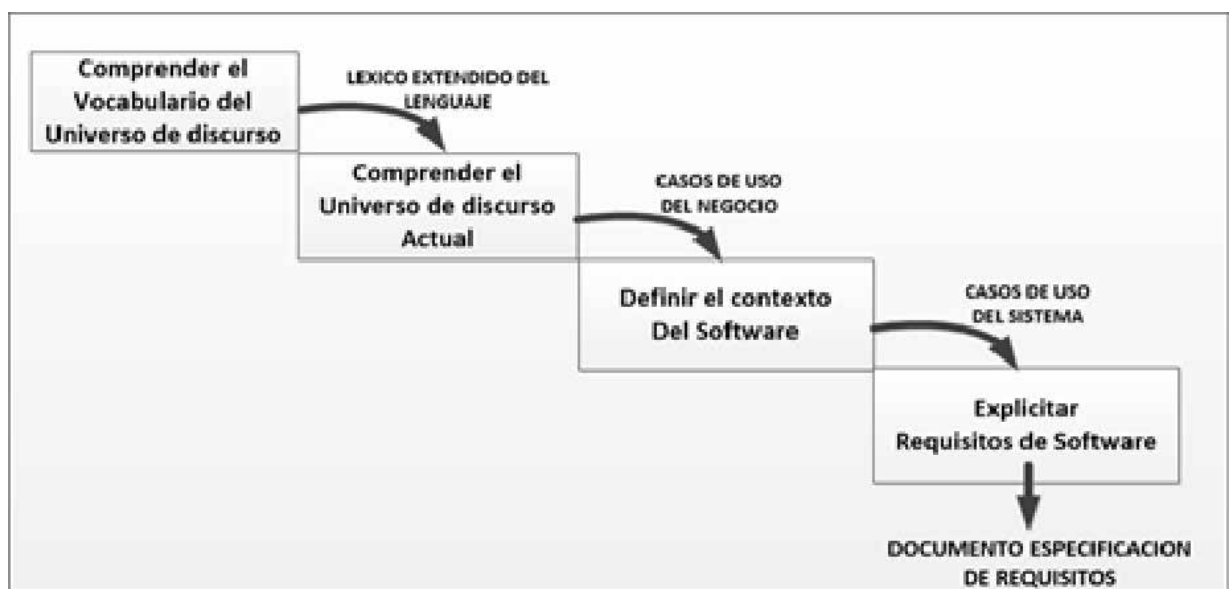 Comprender el
Vocabulario del
Universo de discurso
LEXICO EXTENDIDO DEL
LENGUAJE
Comprender el
Universo de discurso
Actual
CASOS DE USO
DEL NEGOCIO
Definir el contexto
Del Software
CASOS DE USO
DEL SISTEMA
Explicitar
Requisitos de Software
DOCUMENTO ESPECIFICACION
DE REQUISITOS